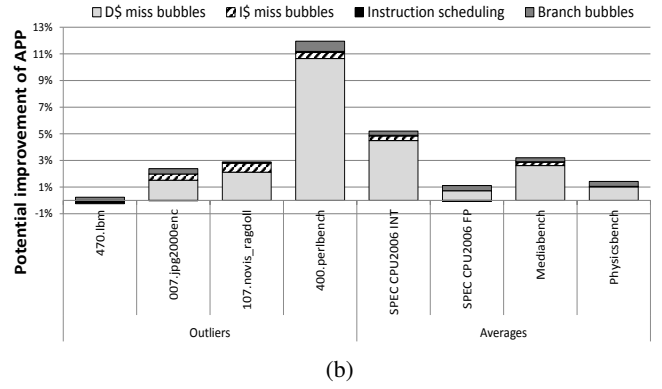 D$ miss bubbles I$ miss bubbles Instruction scheduling Branch bubbles
Potential improvement of APP
13%
11%
9%
7%
5%
3%
1%
-1%
470.lbm
007.jpg2000enc
107.novis_ragdoll
400.perlbench
SPEC CPU2006 INT
SPEC CPU2006 FP
Mediabench
Physicsbench
Outliers Averages
(b)